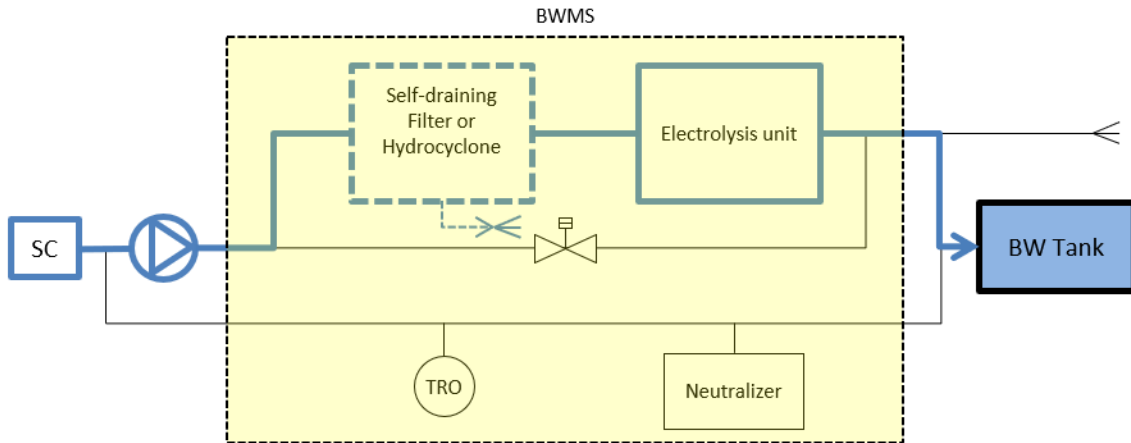 BWMS
Self-draining
Filter or
Hydrocyclone
Electrolysis unit
SC
BW Tank
TRO
Neutralizer